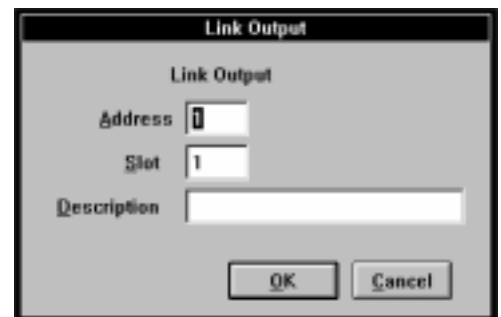 Link Output
Link Output
Address 1
Slot 1
Description
OK Cancel